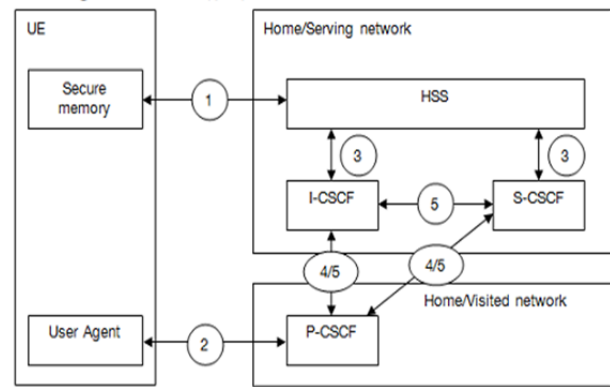 UE
Home/Serving network
Secure
memory
1
HSS
3
3
I-CSCF
5
S-CSCF
4/5
4/5
Home/Visited network
User Agent
2
P-CSCF